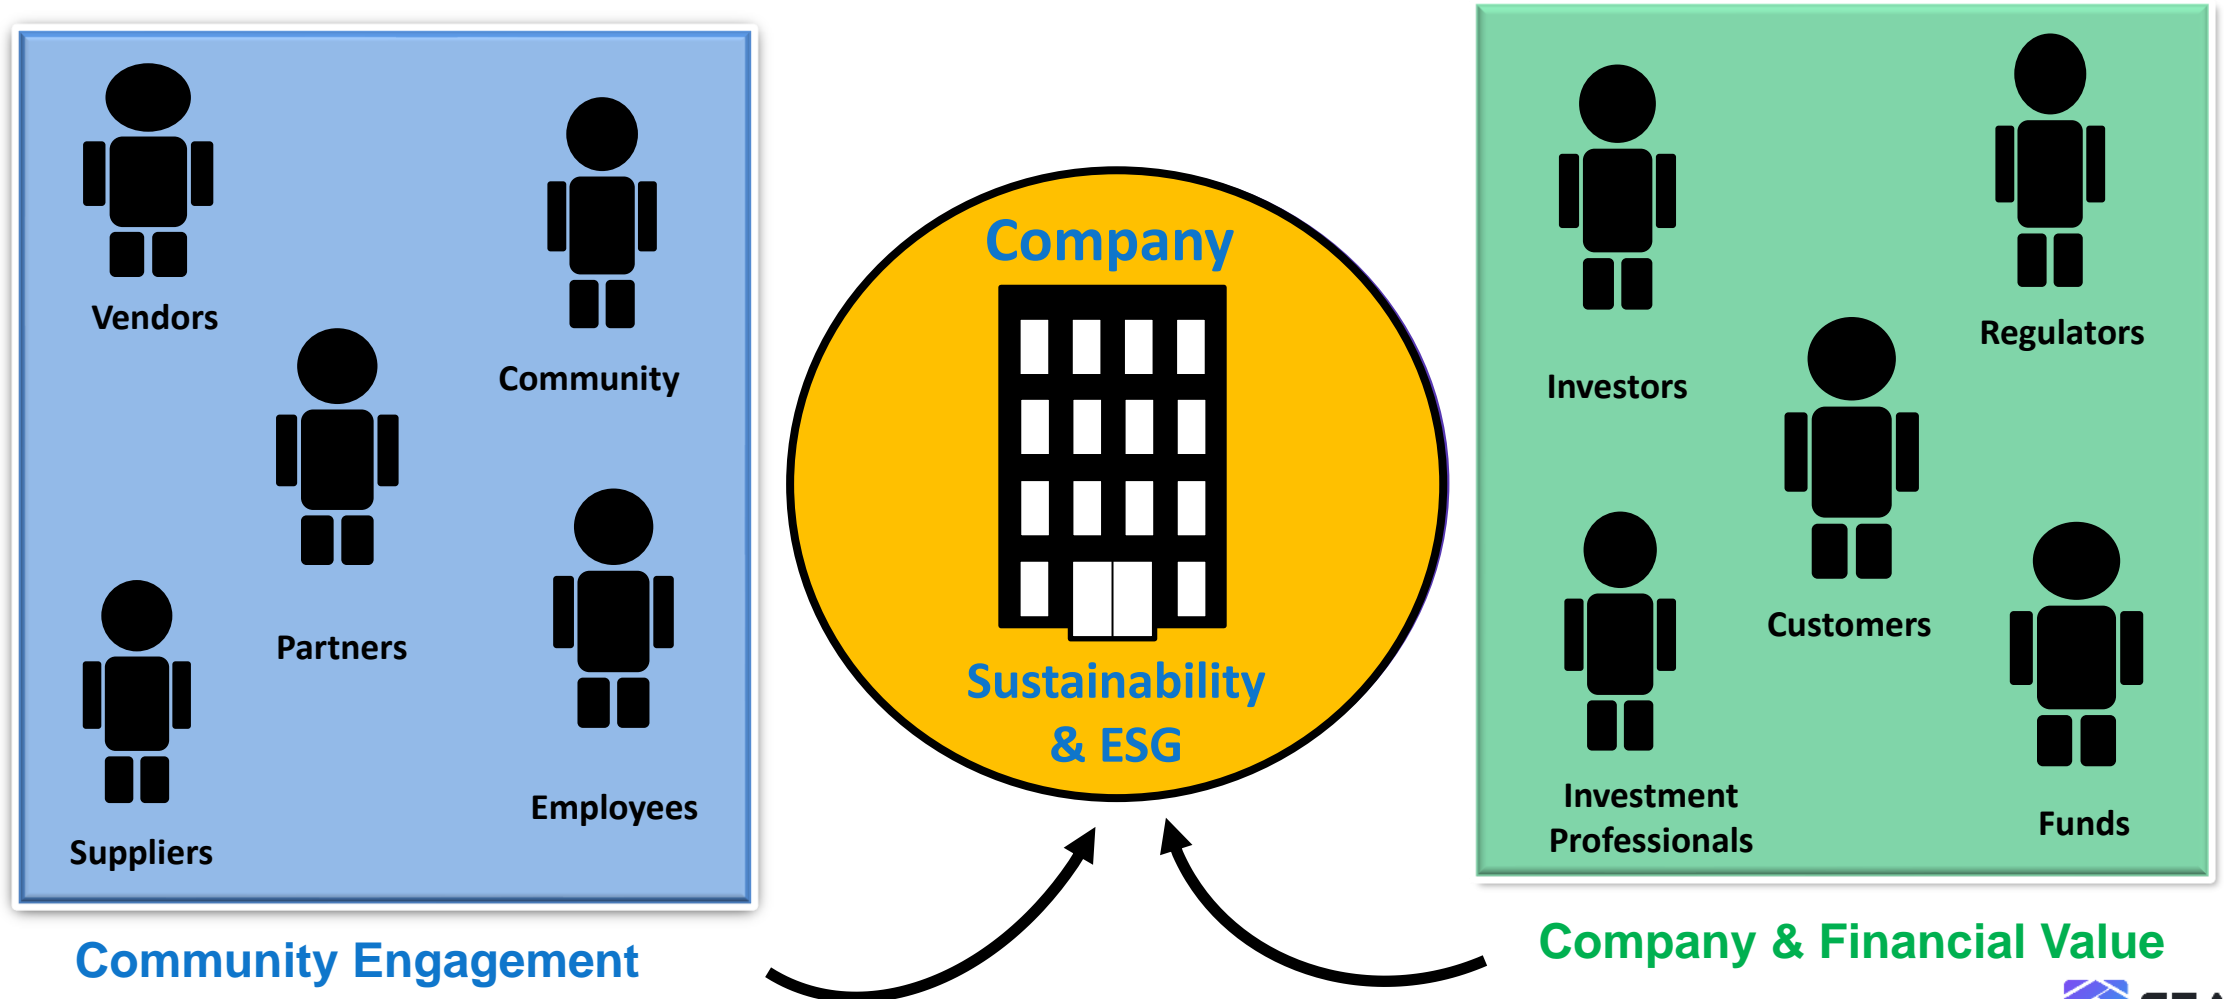 Vendors
Community
Partners
Employees
Suppliers
Community Engagement
Company
Sustainability
& ESG
Investors
Regulators
Customers
Investment
Professionals
Funds
Company & Financial Value